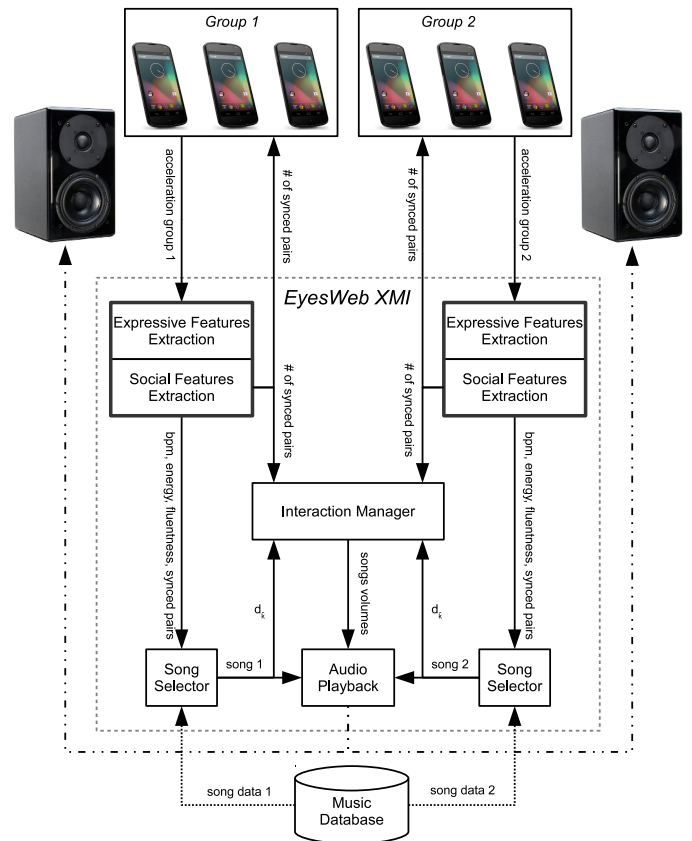 Group 1
Group 2
acceleration group 1
# of synced pairs
# of synced pairs
acceleration group 2
EyesWeb XMI
Expressive Features
Extraction
Social Features
Extraction
Expressive Features
Extraction
Social Features
Extraction
# of synced pairs
# of synced pairs
bpm, energy, fluentness, synced pairs
bpm, energy, fluentness, synced pairs
Interaction Manager
songs volumes
dk
dk
Song
Selector
song 1
Audio
Playback
song 2
Song
Selector
song data 1
Music
Database
song data 2